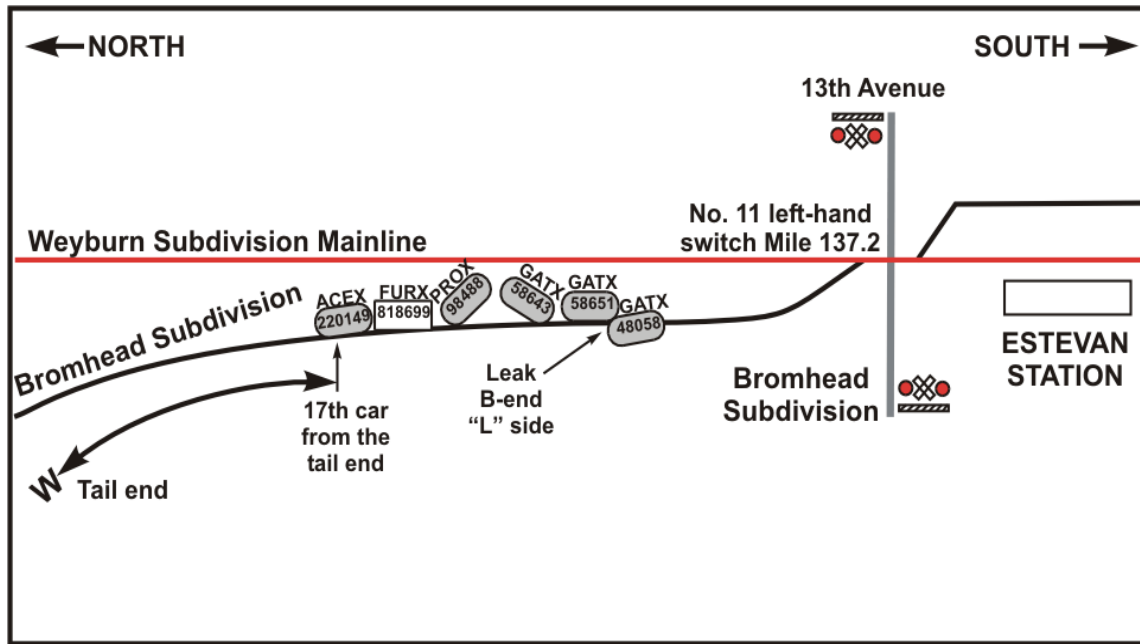 NORTH
SOUTH
13th Avenue
No. 11 left-hand
switch Mile 137.2
Weyburn Subdivision Mainline
Bromhead Subdivision
ACEX
220149
FURX
818699
PROX
98488
GATX
58643
GATX
58651
GATX
48058
Leak
B-end
“L” side
17th car
from the
tail end
W
Tail end
Bromhead
Subdivision
ESTEVAN
STATION